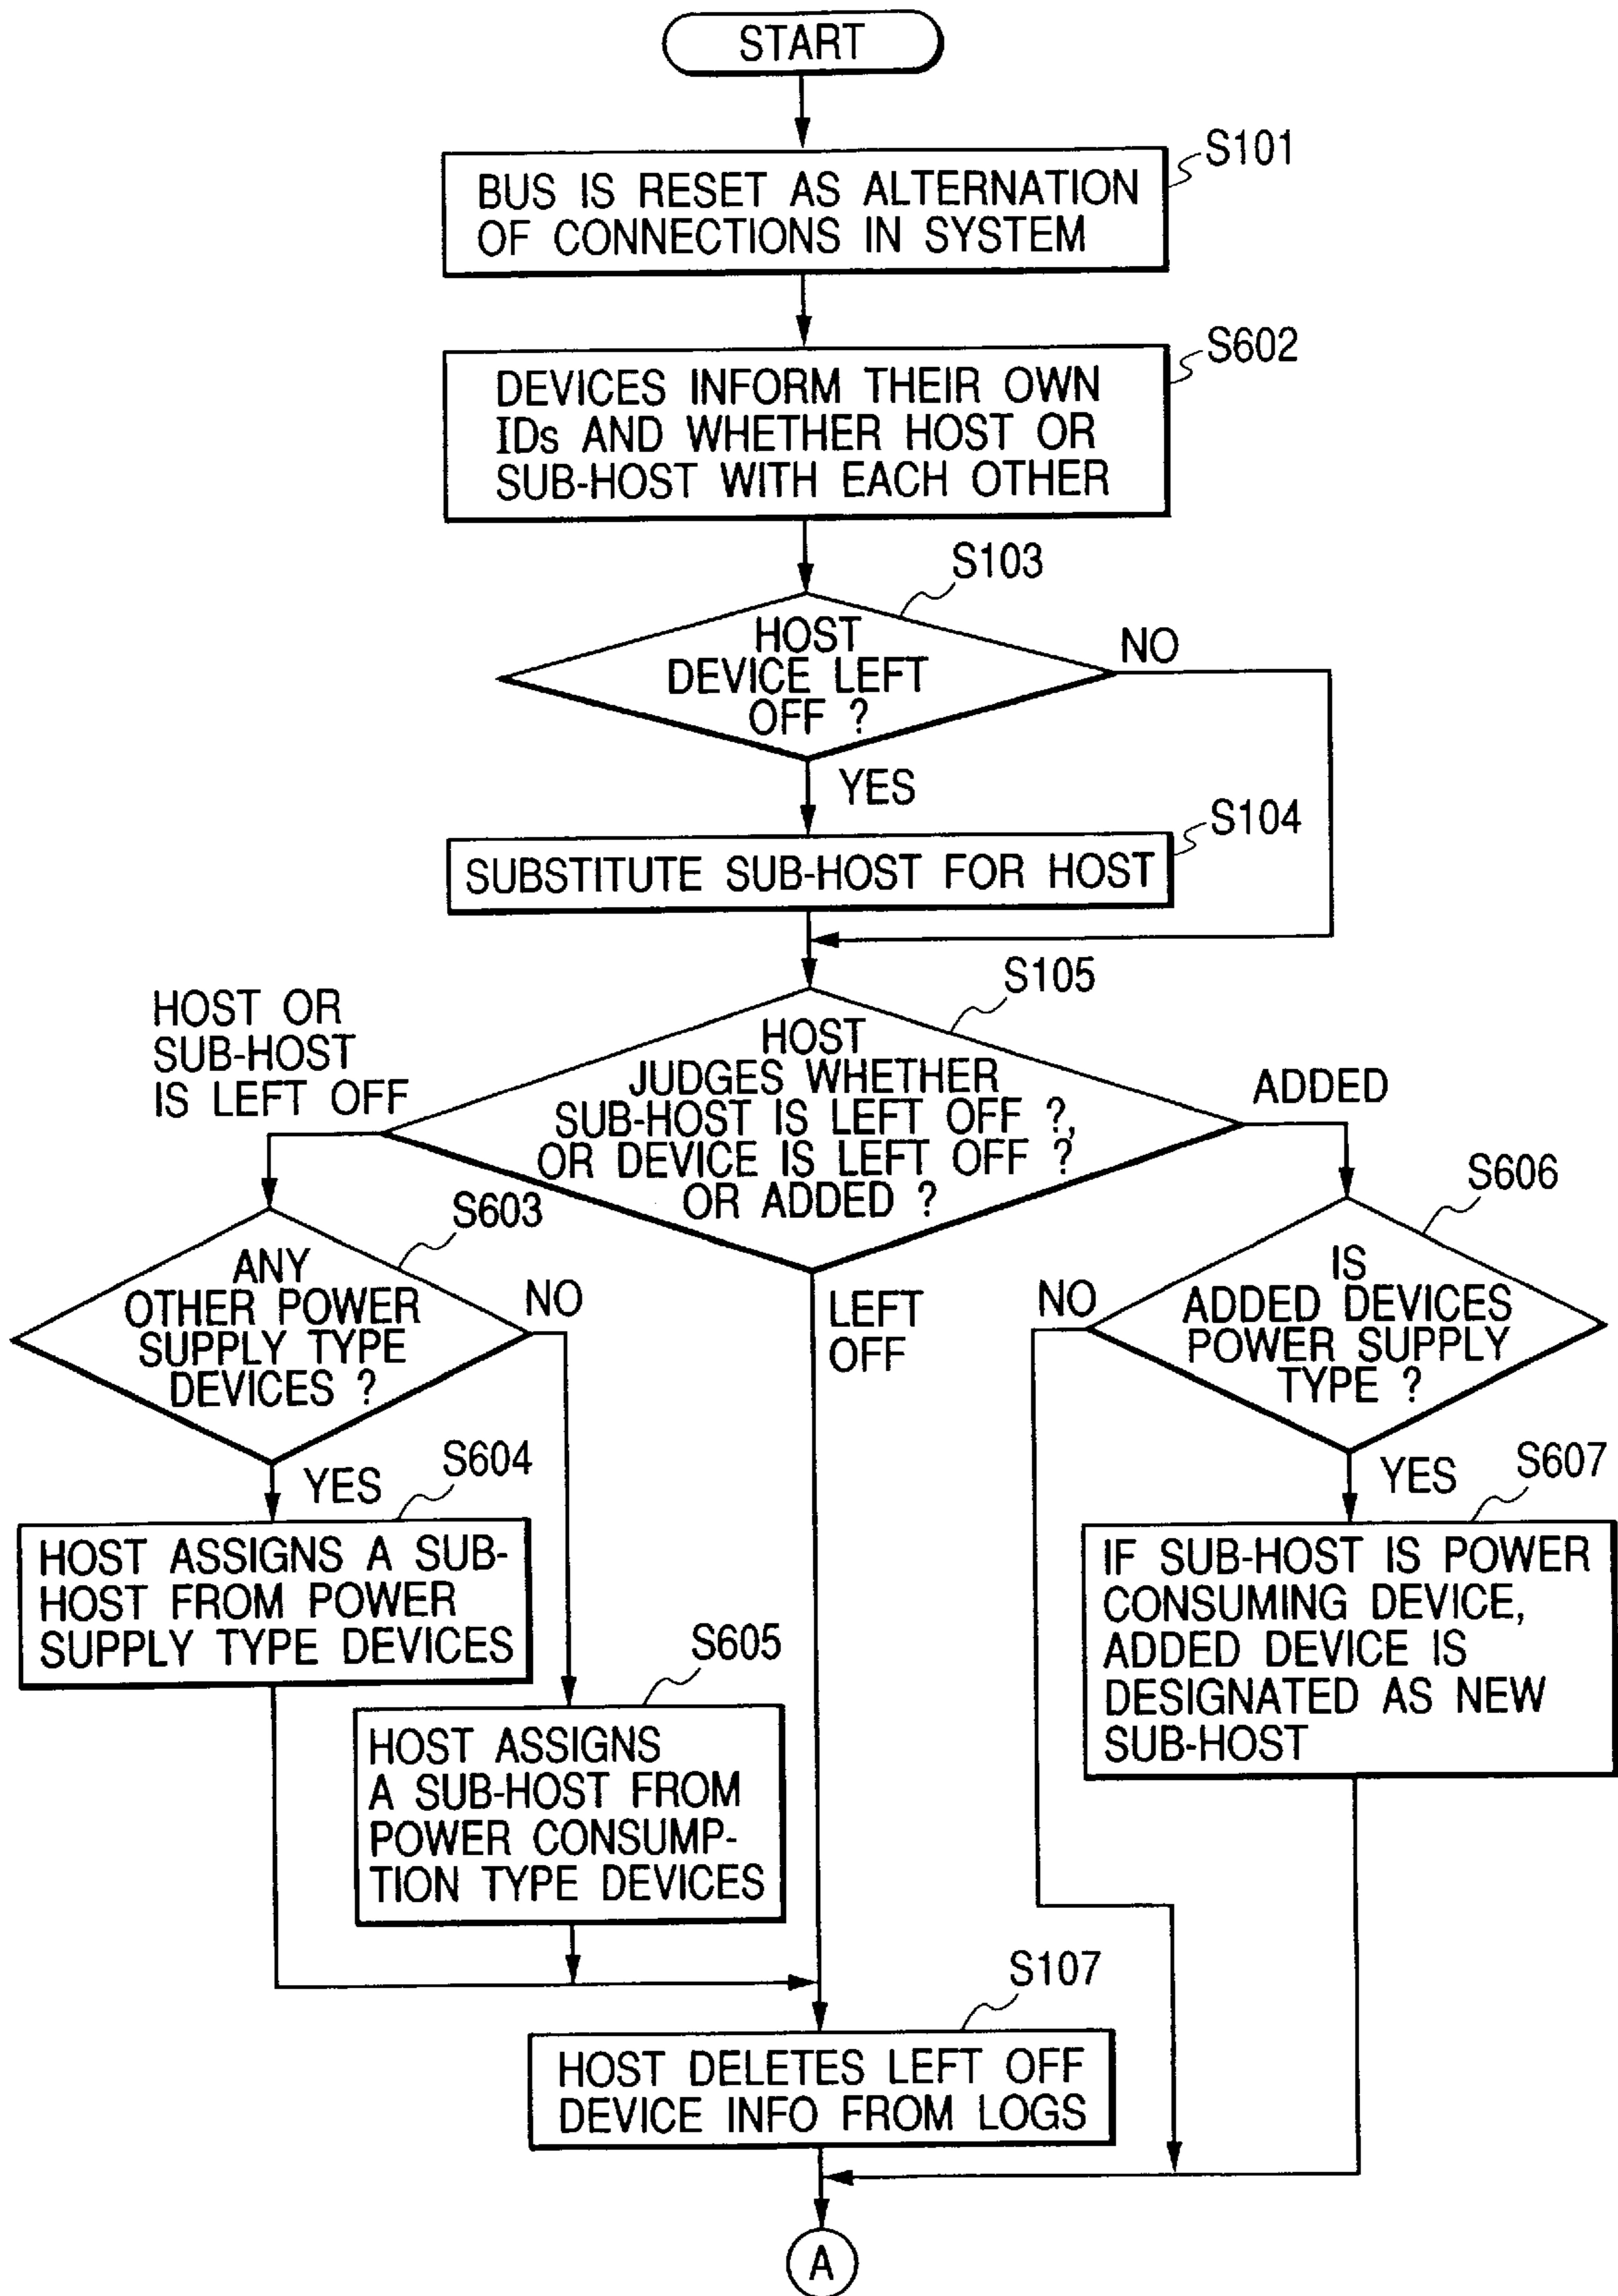 START
S101
BUS IS RESET AS ALTERNATION
OF CONNECTIONS IN SYSTEM
S602
DEVICES INFORM THEIR OWN
IDs AND WHETHER HOST OR
SUB-HOST WITH EACH OTHER
S103
HOST
DEVICE LEFT
OFF ?
NO
YES
S104
SUBSTITUTE SUB-HOST FOR HOST
S105
HOST
JUDGES WHETHER
SUB-HOST IS LEFT OFF ?,
OR DEVICE IS LEFT OFF ?
OR ADDED ?
HOST OR
SUB-HOST
IS LEFT OFF
ADDED
LEFT
OFF
S603
ANY
OTHER POWER
SUPPLY TYPE
DEVICES ?
NO
YES
S606
IS
ADDED DEVICES
POWER SUPPLY
TYPE ?
NO
YES
S604
HOST ASSIGNS A SUB-
HOST FROM POWER
SUPPLY TYPE DEVICES
S607
IF SUB-HOST IS POWER
CONSUMING DEVICE,
ADDED DEVICE IS
DESIGNATED AS NEW
SUB-HOST
S605
HOST ASSIGNS
A SUB-HOST FROM
POWER CONSUMP-
TION TYPE DEVICES
S107
HOST DELETES LEFT OFF
DEVICE INFO FROM LOGS
A